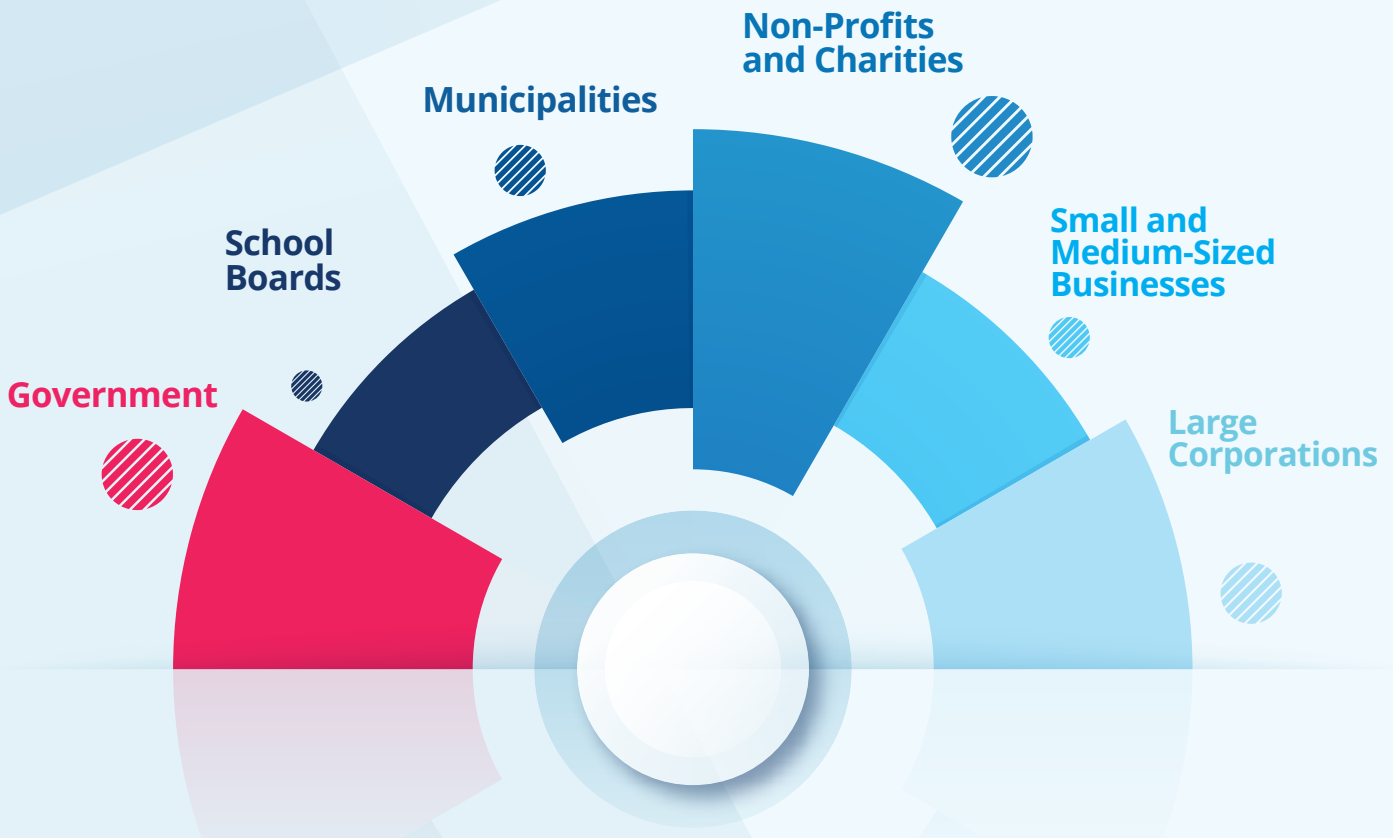 Government
School
Boards
Municipalities
Non-Profits
and Charities
Small and
Medium-Sized
Businesses
Large
Corporations